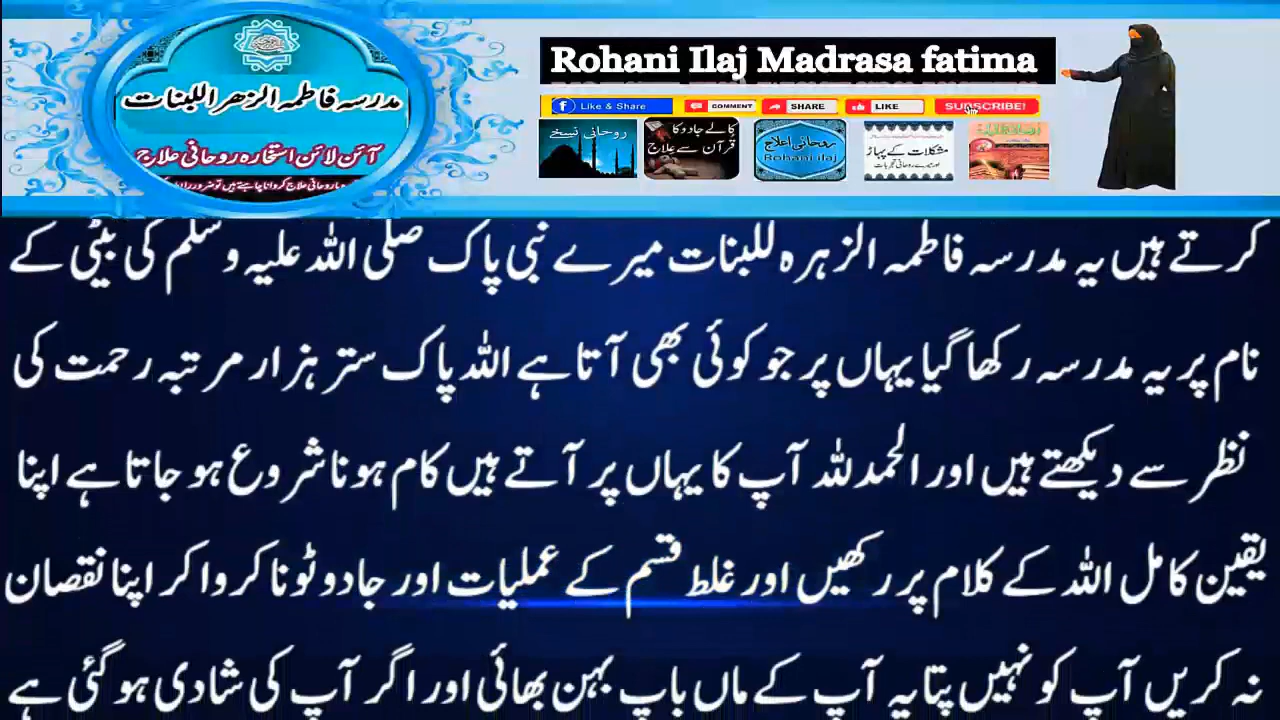 مدرسہ فاطمہ الزھرا للبنات
آن لائن استخارہ روحانی علاج
Rohani Ilaj Madrasa fatima
Like & Share COMMENT SHARE LIKE SUBSCRIBE!
روحانی نسخ
کالے جادو کا
قرآن سے علاج
روحانی علاج
Rohani ilaj
مشکلات کے پہاڑ
کرتے ہیں یہ مدرسہ فاطمہ الزہرہ للبنات میرے نبی پاک صلی اللہ علیہ وسلم کی بیٹی کے
نام پر یہ مدرسہ رکھا گیا یہاں پر جو کوئی بھی آتا ہے اللہ پاک ستر ہزار مرتبہ رحمت کی
نظر سے دیکھتے ہیں اور الحمدللہ آپ کا یہاں پر آتے ہیں کام ہونا شروع ہو جاتا ہے اپنا
یقین کامل اللہ کے کلام پر رکھیں اور غلط قسم کے عملیات اور جادو ٹونا کروا کر اپنا نقصان
نہ کریں آپ کو نہیں پتا یہ آپ کے ماں باپ بہن بھائی اور اگر آپ کی شادی ہو گئی ہے